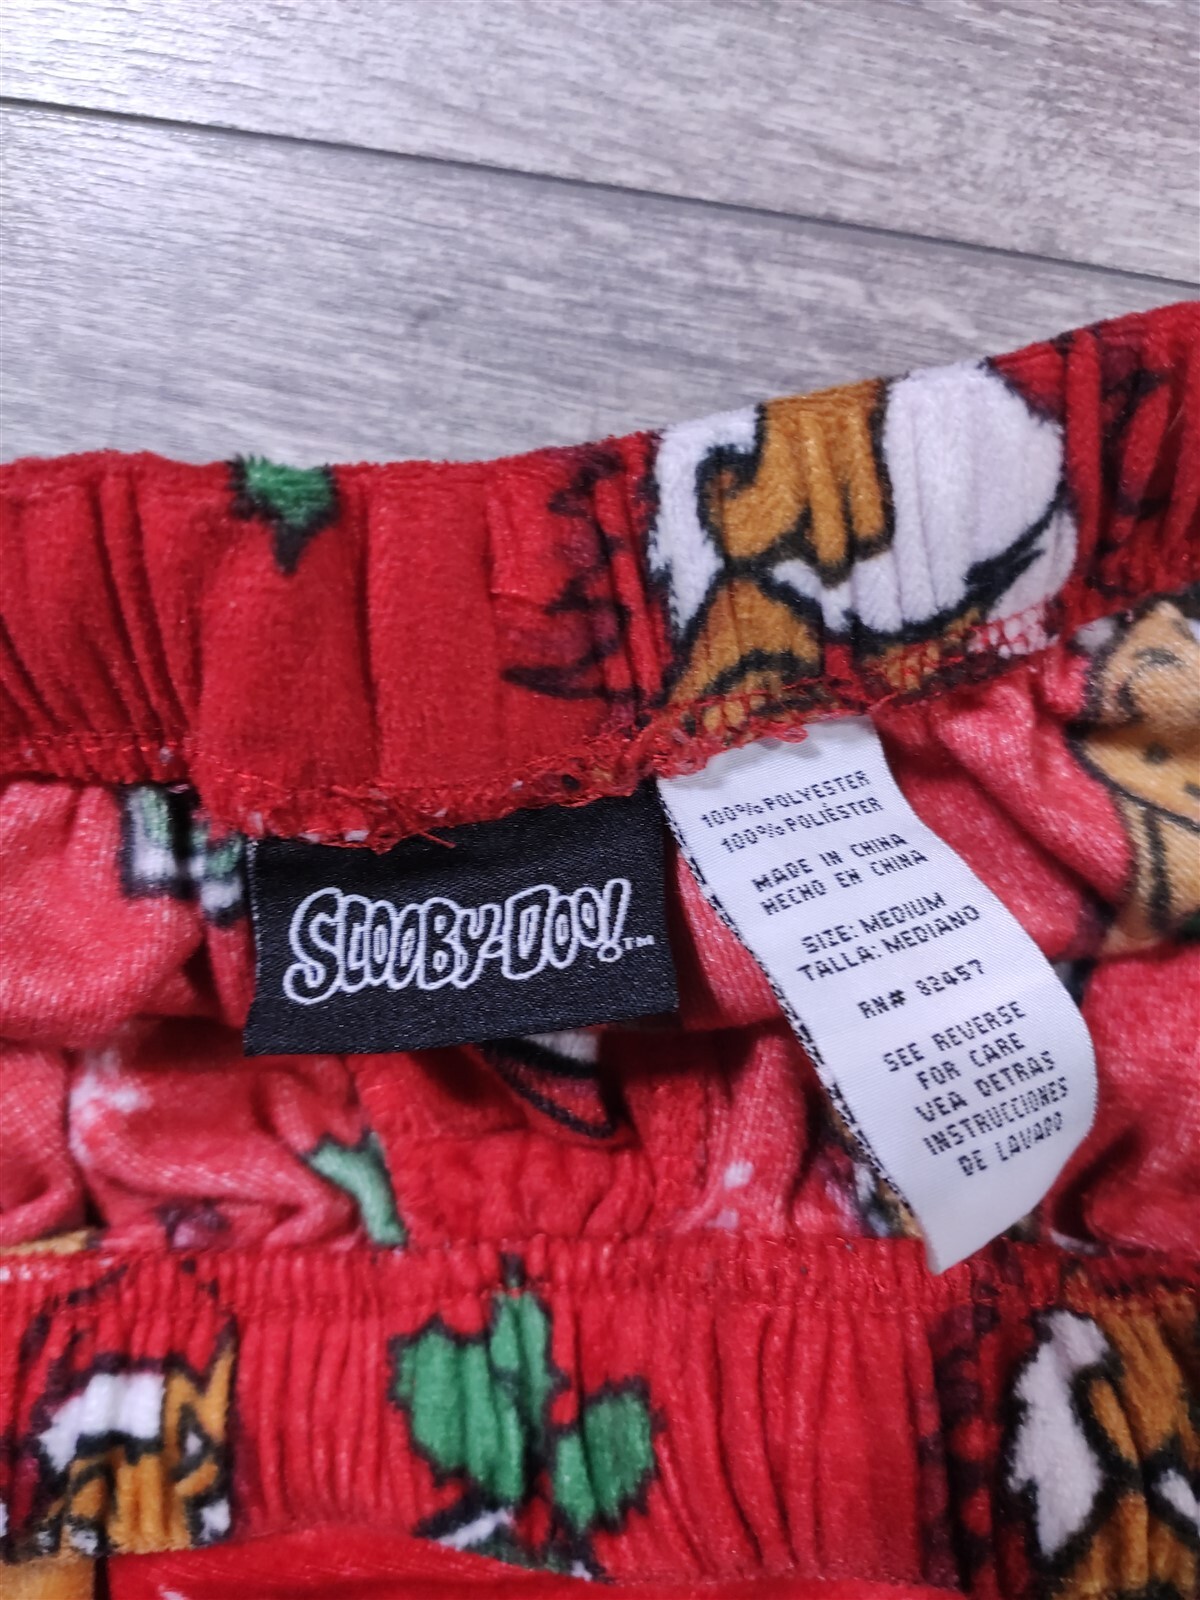 SCOOBY-DOO!™
100% POLYESTER
100% POLIÉSTER
MADE IN CHINA
HECHO EN CHINA
SIZE: MEDIUM
TALLA: MEDIANO
RN# 82457
SEE REVERSE
FOR CARE
VEA DETRAS
INSTRUCCIONES
DE LAVADO